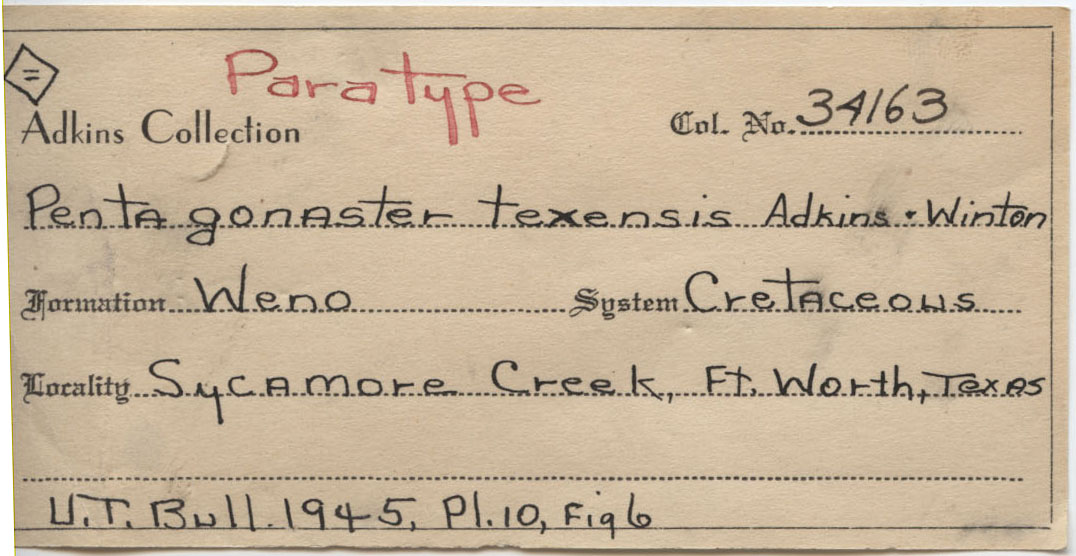 =
Paratype
Adkins Collection
Col. No. 34163
Pentagonaster texensis Adkins · Winton
Formation Weno System Cretaceous
Locality Sycamore Creek, Ft. Worth, Texas
U.T. Bull. 1945, Pl. 10, Fig 6